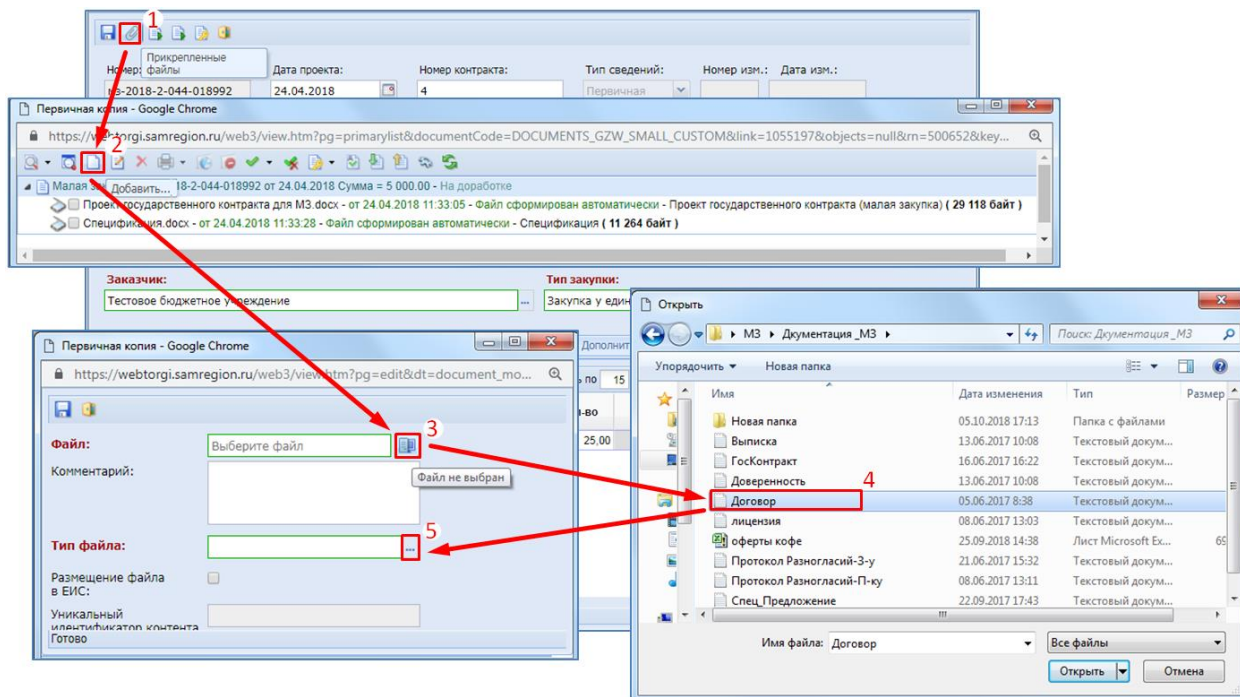 1
Прикрепленные
файлы
Номер:
Дата проекта:
Номер контракта:
Тип сведений:
Номер изм.:
Дата изм.:
мз-2018-2-044-018992
24.04.2018
4
Первичная
Первичная копия - Google Chrome
https://webtorgi.samregion.ru/web3/view.htm?pg=primarylist&documentCode=DOCUMENTS_GZW_SMALL_CUSTOM&link=1055197&objects=null&rn=500652&key...
2
Малая за
Добавить...
18-2-044-018992 от 24.04.2018 Сумма = 5 000.00 - На доработке
Проект государственного контракта для МЗ.docx - от 24.04.2018 11:33:05 - Файл сформирован автоматически - Проект государственного контракта (малая закупка) ( 29 118 байт )
Спецификация.docx - от 24.04.2018 11:33:28 - Файл сформирован автоматически - Спецификация ( 11 264 байт )
Заказчик:
Тип закупки:
Тестовое бюджетное учреждение
...
Закупка у един
Дополнит
ь по
15
-во
25,00
Первичная копия - Google Chrome
https://webtorgi.samregion.ru/web3/view.htm?pg=edit&dt=document_mo...
Файл:
Выберите файл
3
Файл не выбран
Комментарий:
Тип файла:
...
5
Размещение файла
в ЕИС:
Уникальный
идентификатор контента
Готово
Открыть
МЗ
Дкументация _МЗ
Поиск: Дкументация _МЗ
Упорядочить
Новая папка
Имя
Дата изменения
Тип
Размер
Новая папка
05.10.2018 17:13
Папка с файлами
Выписка
13.06.2017 10:08
Текстовый докум...
ГосКонтракт
16.06.2017 16:22
Текстовый докум...
Доверенность
13.06.2017 10:08
Текстовый докум...
4
Договор
05.06.2017 8:38
Текстовый докум...
лицензия
08.06.2017 13:03
Текстовый докум...
оферты кофе
25.09.2018 14:38
Лист Microsoft Ex...
69
Протокол Разногласий-З-у
21.06.2017 15:32
Текстовый докум...
Протокол Разногласий-П-ку
08.06.2017 13:11
Текстовый докум...
Спец_Предложение
22.09.2017 17:43
Текстовый докум...
Имя файла:
Договор
Все файлы
Открыть
Отмена